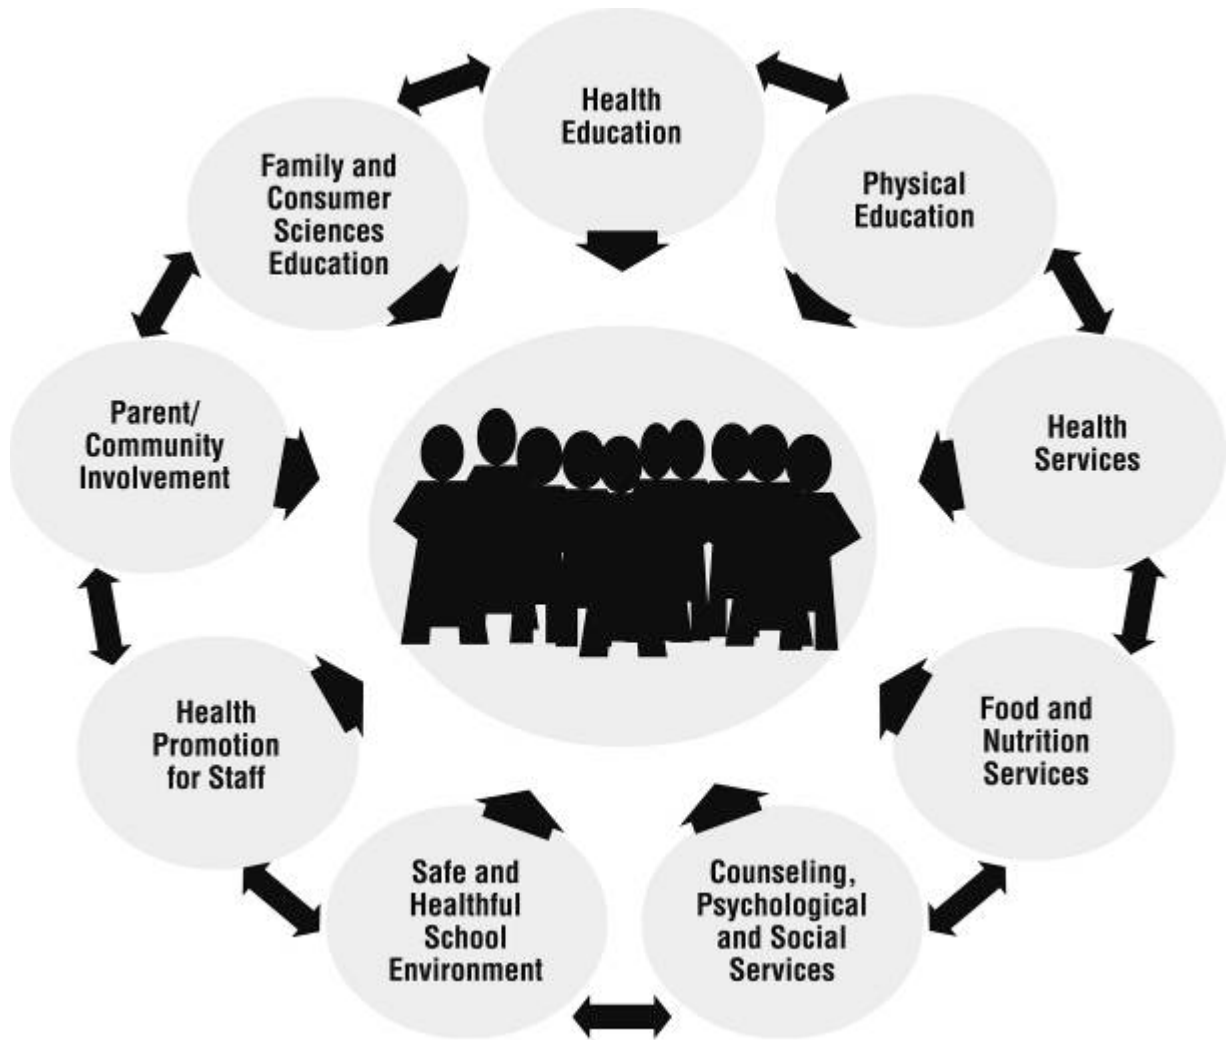 Health
Education
Family and
Consumer
Sciences
Education
Physical
Education
Parent/
Community
Involvement
Health
Services
Health
Promotion
for Staff
Food and
Nutrition
Services
Safe and
Healthful
School
Environment
Counseling,
Psychological
and Social
Services